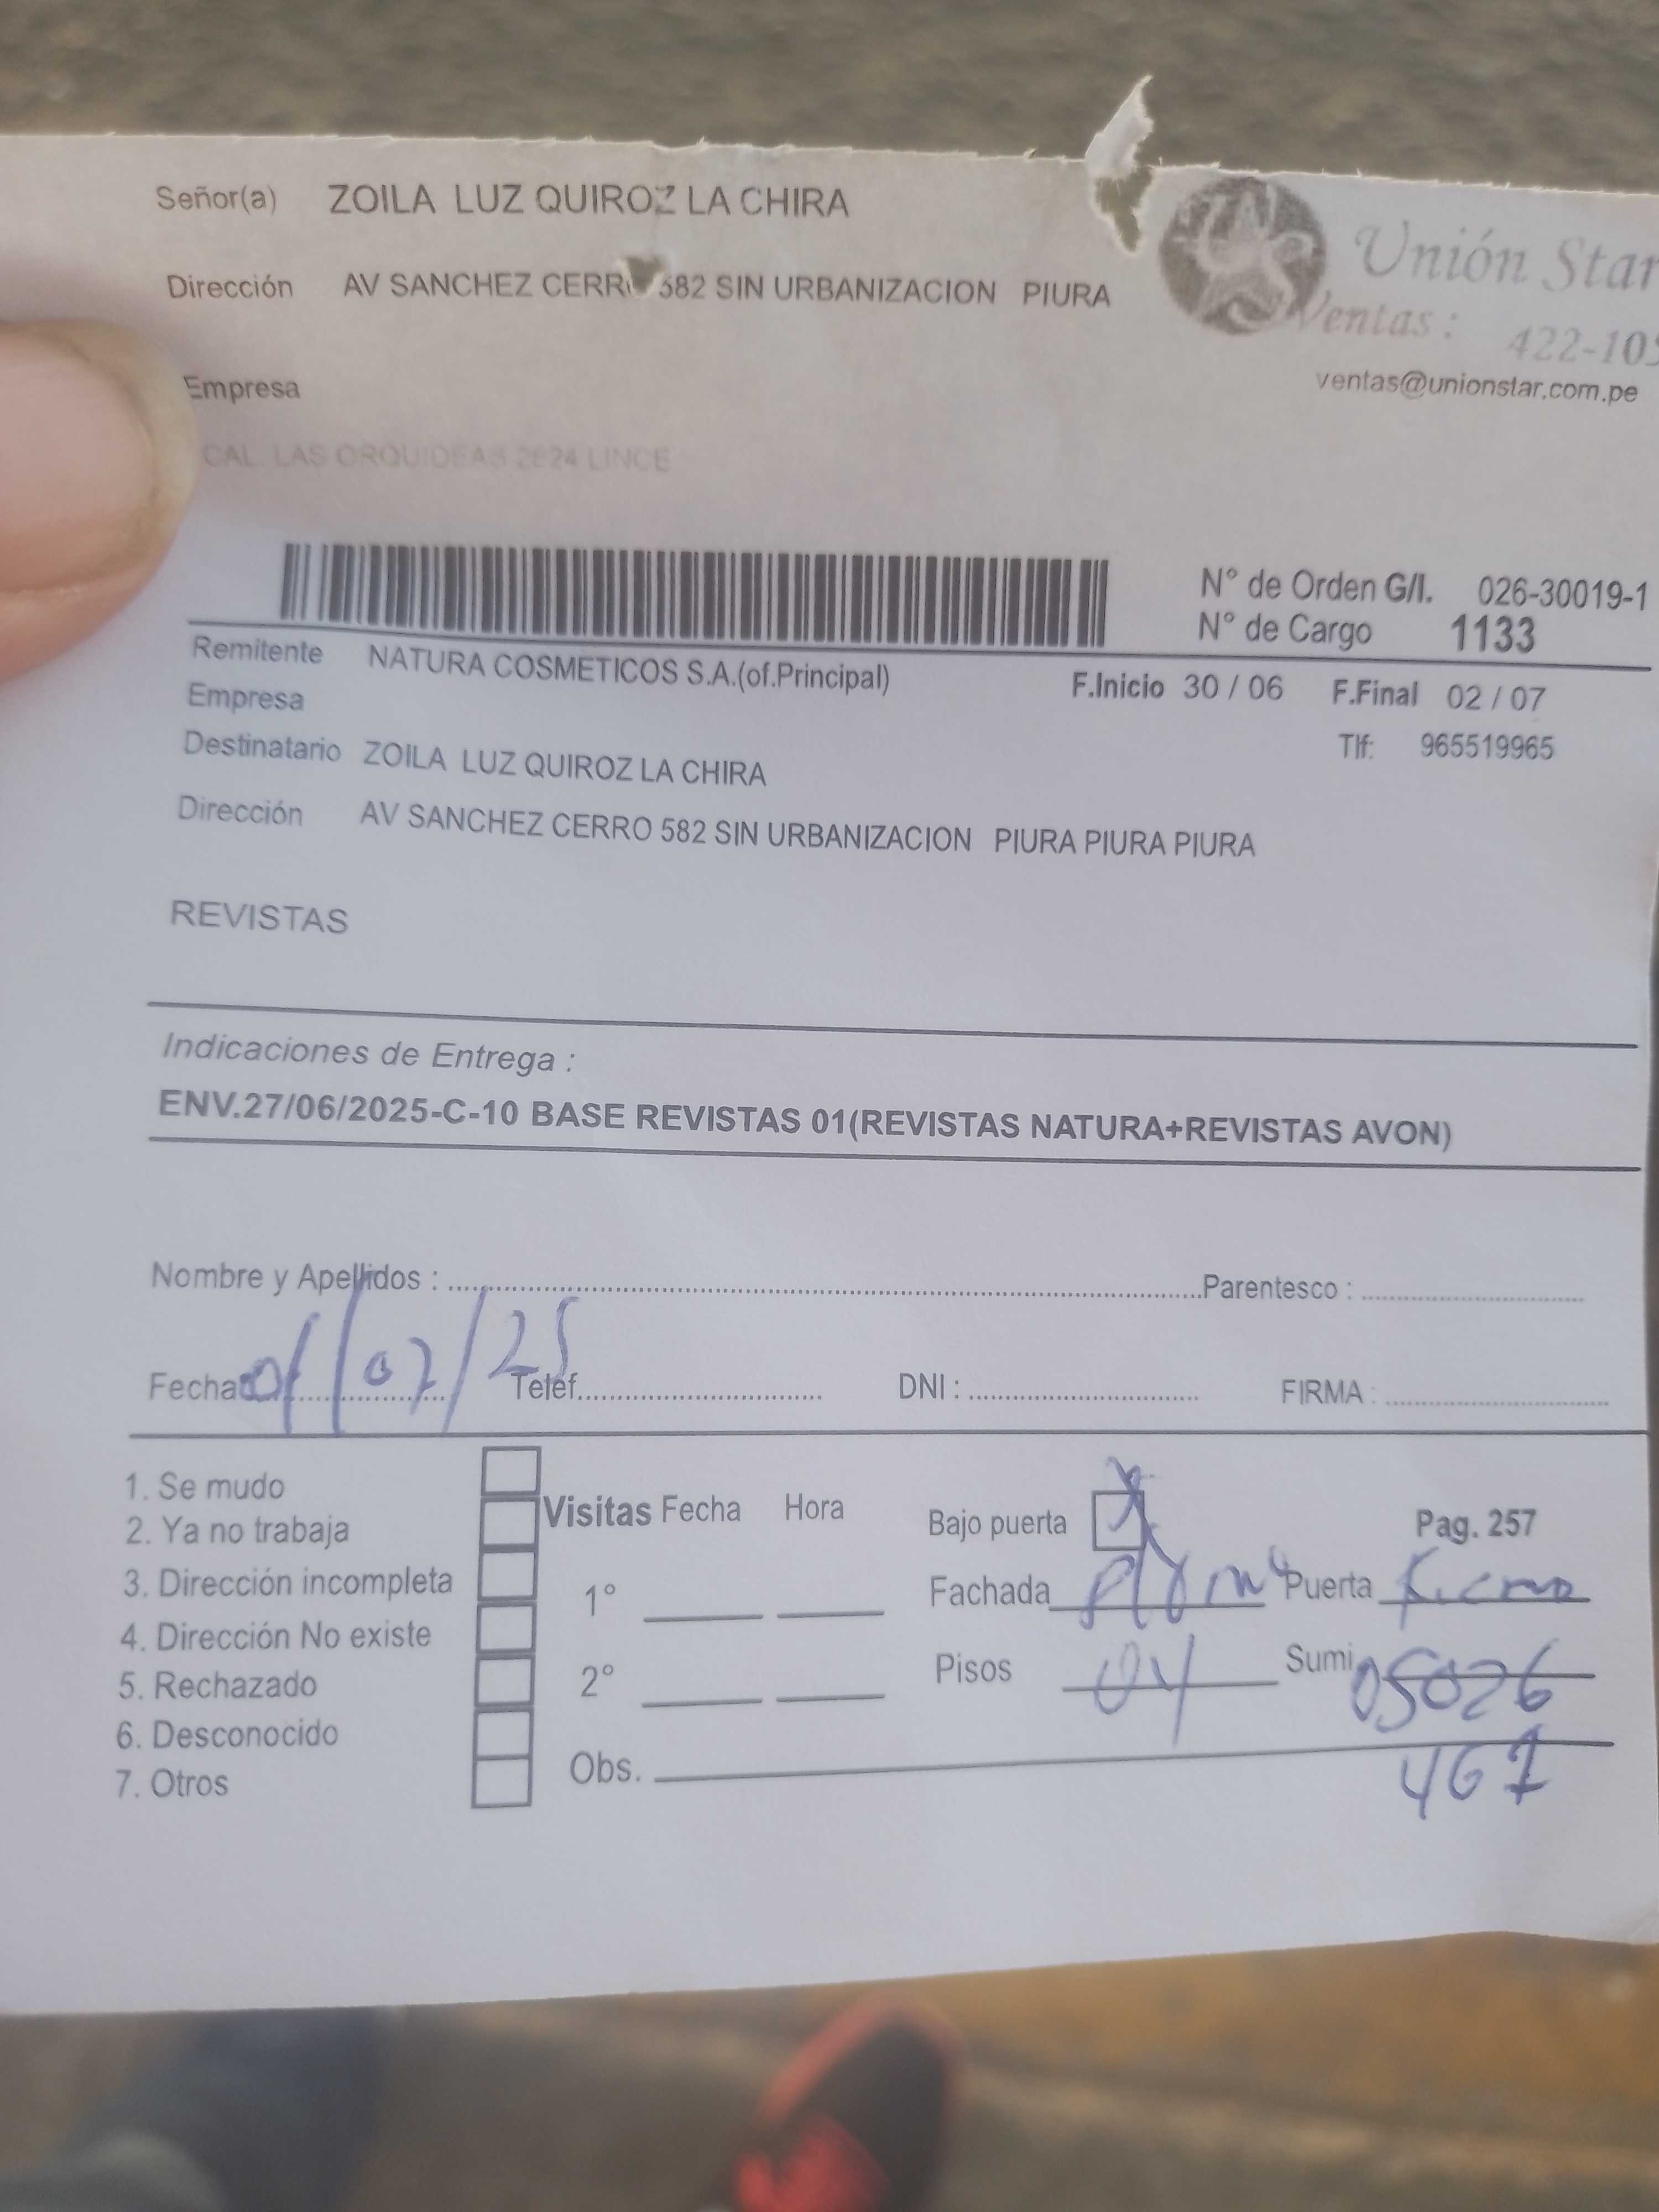 Señor(a) ZOILA LUZ QUIROZ LA CHIRA
Unión Star
Dirección AV SANCHEZ CERRO 582 SIN URBANIZACION PIURA
Ventas: 422-105
ventas@unionstar.com.pe
Empresa
CAL. LAS ORQUIDEAS 2624 LINCE
N° de Orden G/I. 026-30019-1
N° de Cargo 1133
Remitente NATURA COSMETICOS S.A.(of.Principal)
F.Inicio 30 / 06 F.Final 02 / 07
Empresa
Destinatario ZOILA LUZ QUIROZ LA CHIRA
Tlf: 965519965
Dirección AV SANCHEZ CERRO 582 SIN URBANIZACION PIURA PIURA PIURA
REVISTAS
Indicaciones de Entrega :
ENV.27/06/2025-C-10 BASE REVISTAS 01(REVISTAS NATURA+REVISTAS AVON)
Nombre y Apellidos : Parentesco :
Fecha 01/07/25 Telef. DNI : FIRMA :
1. Se mudo
2. Ya no trabaja
3. Dirección incompleta
4. Dirección No existe
5. Rechazado
6. Desconocido
7. Otros
Visitas Fecha Hora
1°
2°
Obs.
Bajo puerta X Pag. 257
Fachada Puerta
Pisos 04 Sumi 05026
467